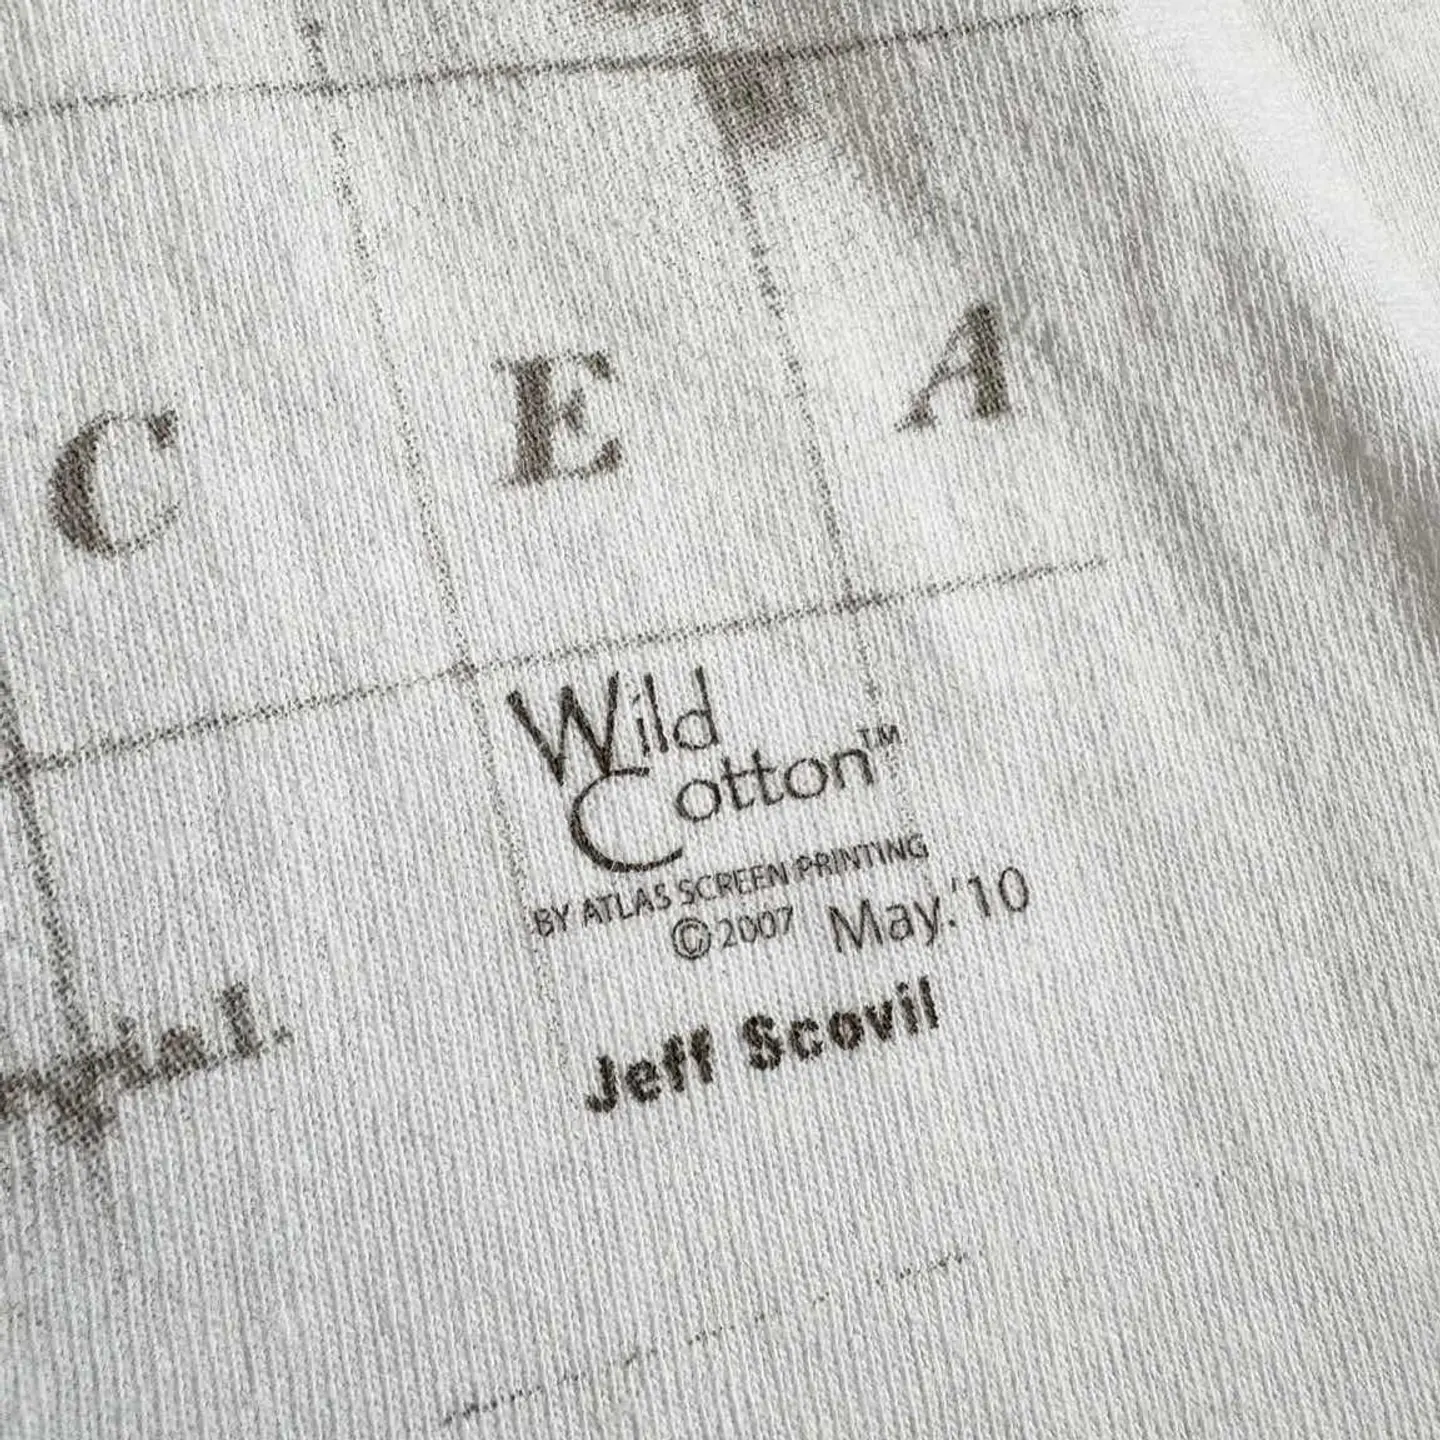 C E A
Wild
Cotton™
BY ATLAS SCREEN PRINTING
©2007 May.'10
Jeff Scovil